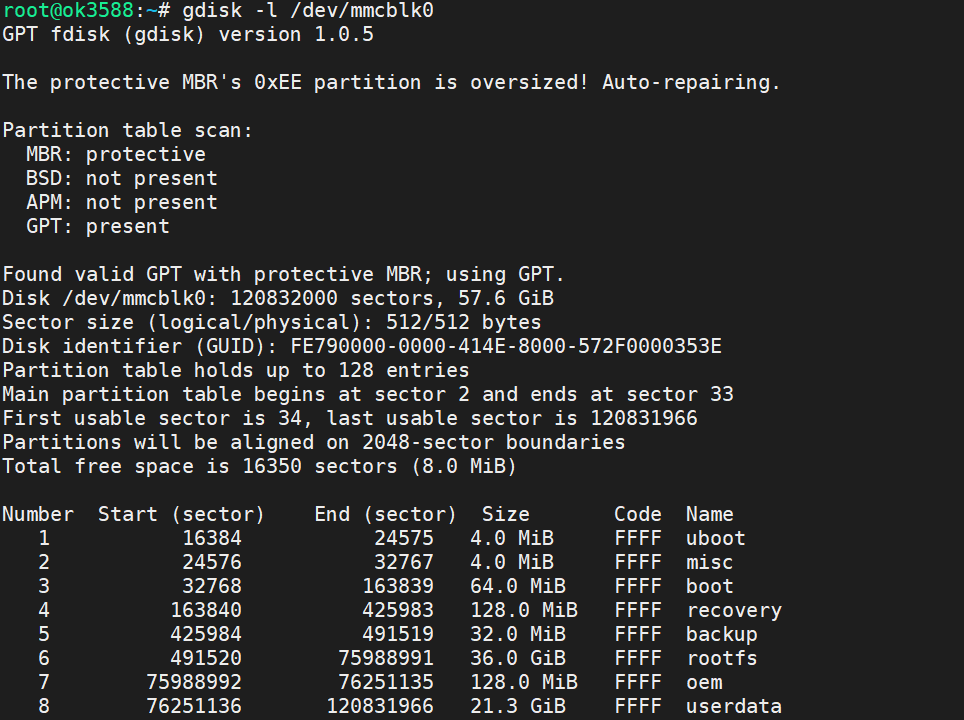 root@ok3588:~# gdisk -l /dev/mmcblk0
GPT fdisk (gdisk) version 1.0.5
The protective MBR's 0xEE partition is oversized! Auto-repairing.
Partition table scan:
MBR: protective
BSD: not present
APM: not present
GPT: present
Found valid GPT with protective MBR; using GPT.
Disk /dev/mmcblk0: 120832000 sectors, 57.6 GiB
Sector size (logical/physical): 512/512 bytes
Disk identifier (GUID): FE790000-0000-414E-8000-572F0000353E
Partition table holds up to 128 entries
Main partition table begins at sector 2 and ends at sector 33
First usable sector is 34, last usable sector is 120831966
Partitions will be aligned on 2048-sector boundaries
Total free space is 16350 sectors (8.0 MiB)
Number  Start (sector)    End (sector)  Size       Code  Name
1           16384           24575   4.0 MiB     FFFF  uboot
2           24576           32767   4.0 MiB     FFFF  misc
3           32768          163839   64.0 MiB    FFFF  boot
4          163840          425983   128.0 MiB   FFFF  recovery
5          425984          491519   32.0 MiB    FFFF  backup
6          491520        75988991   36.0 GiB    FFFF  rootfs
7        75988992        76251135   128.0 MiB   FFFF  oem
8        76251136       120831966   21.3 GiB    FFFF  userdata